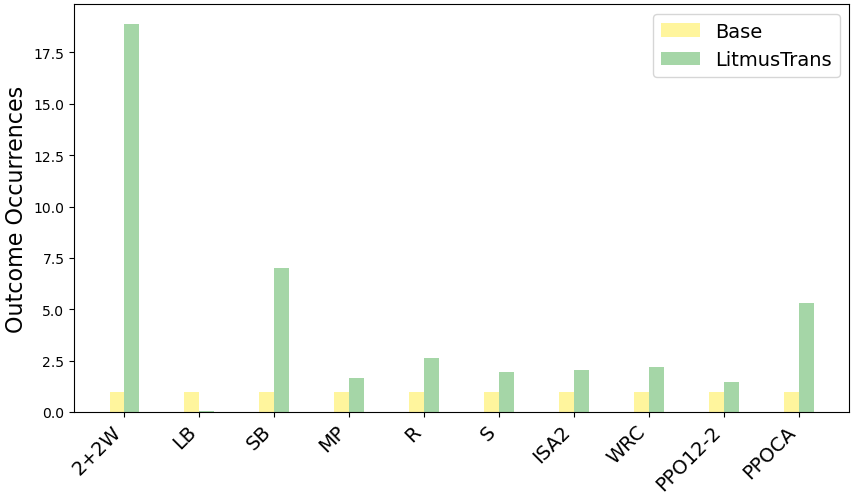 Outcome Occurrences
17.5
15.0
12.5
10.0
7.5
5.0
2.5
0.0
Base
LitmusTrans
2+2W
LB
SB
MP
R
S
ISA2
WRC
PPO12-2
PPOCA